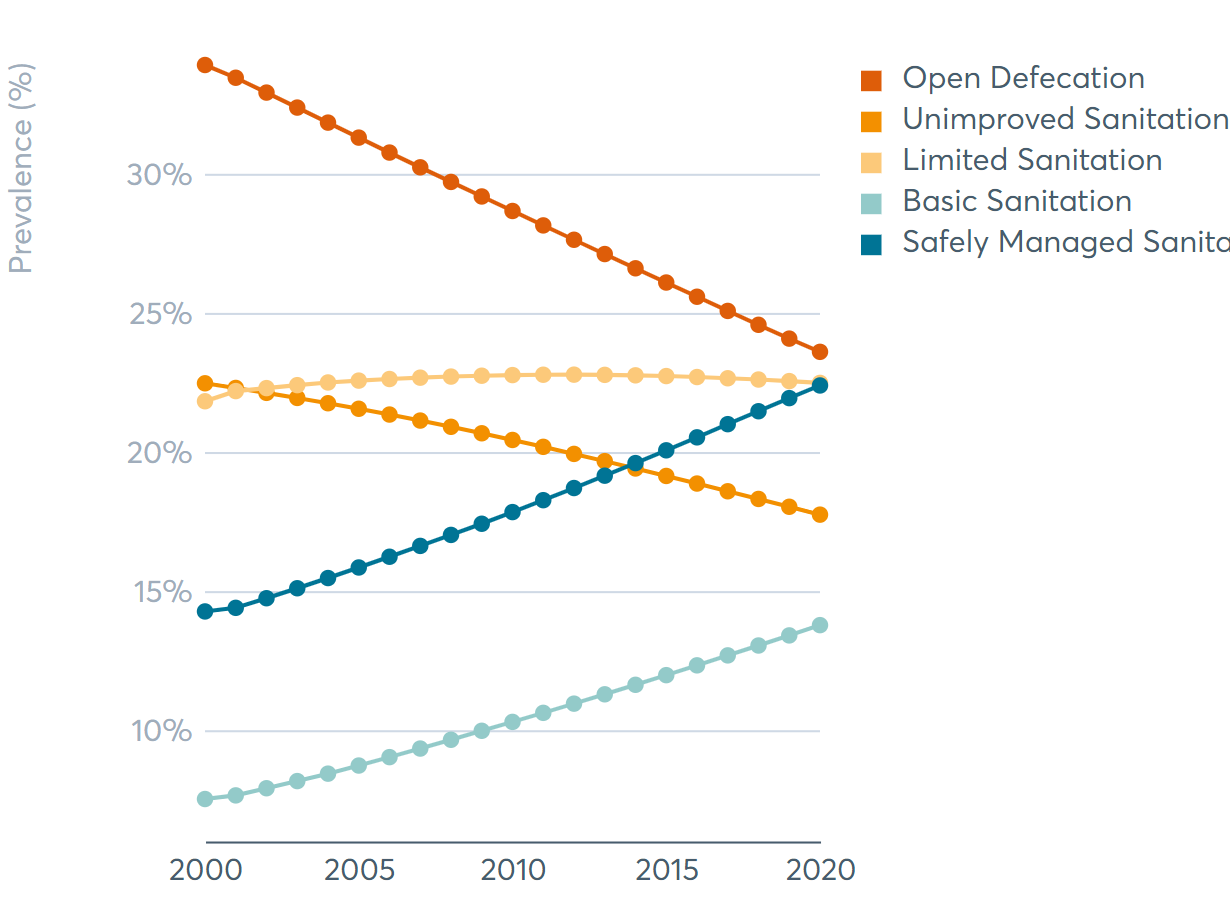 Prevalence (%)
30%
25%
20%
15%
10%
2000 2005 2010 2015 2020
Open Defecation
Unimproved Sanitation
Limited Sanitation
Basic Sanitation
Safely Managed Sanita